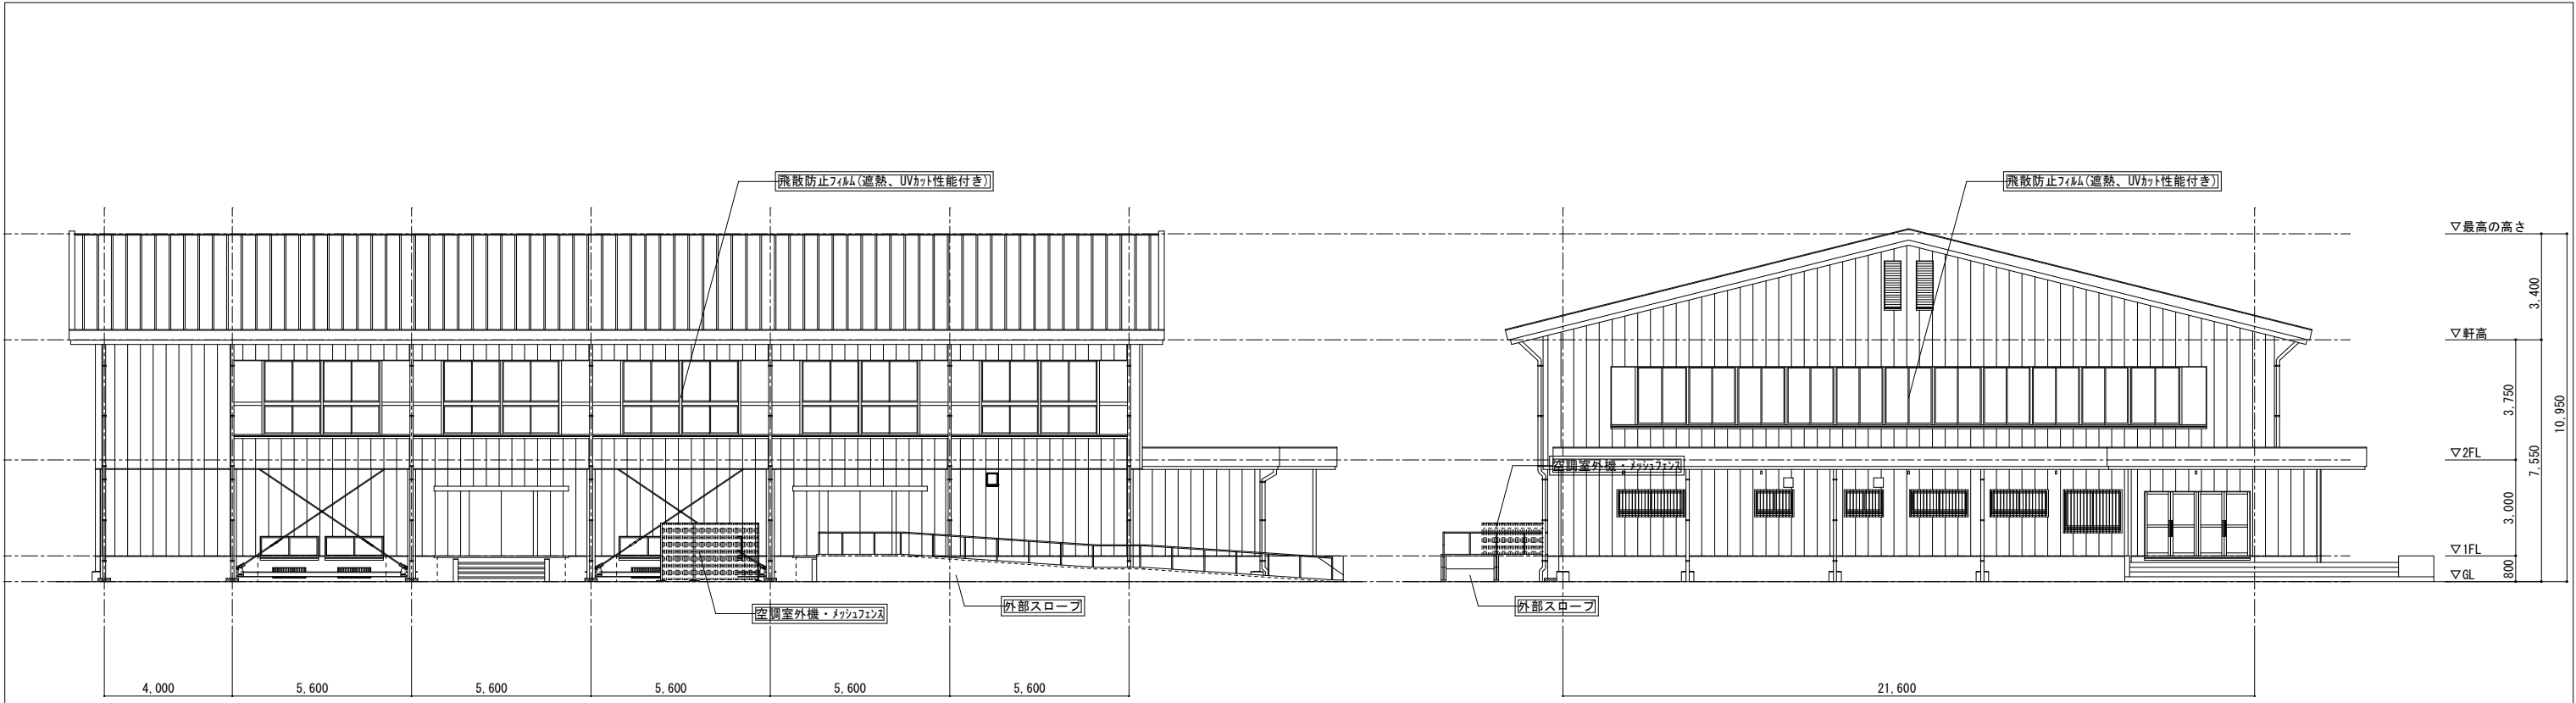 飛散防止ﾌｨﾙﾑ(遮熱、UVｶｯﾄ性能付き)
飛散防止ﾌｨﾙﾑ(遮熱、UVｶｯﾄ性能付き)
▽最高の高さ
3,400
▽軒高
3,750
10,950
▽2FL
7,550
空調室外機・ﾒｯｼｭﾌｪﾝｽ
3,000
▽1FL
800
▽GL
空調室外機・ﾒｯｼｭﾌｪﾝｽ
外部スロープ
外部スロープ
4,000
5,600
5,600
5,600
5,600
5,600
21,600